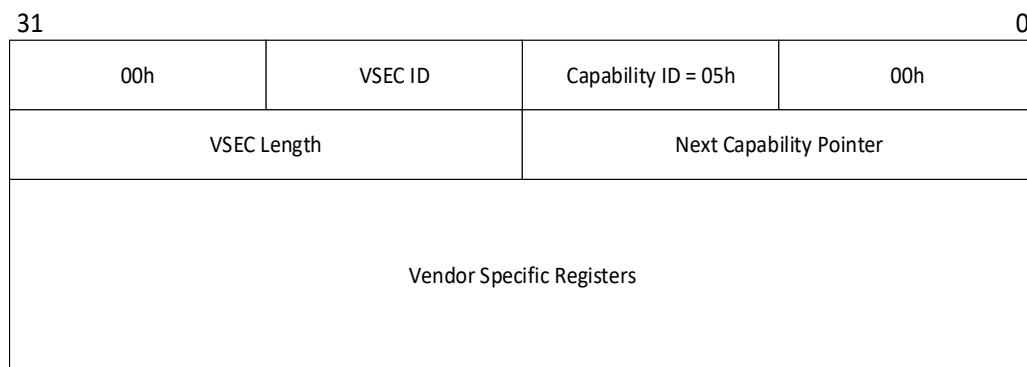 31 0
00h VSEC ID Capability ID = 05h 00h
VSEC Length Next Capability Pointer
Vendor Specific Registers